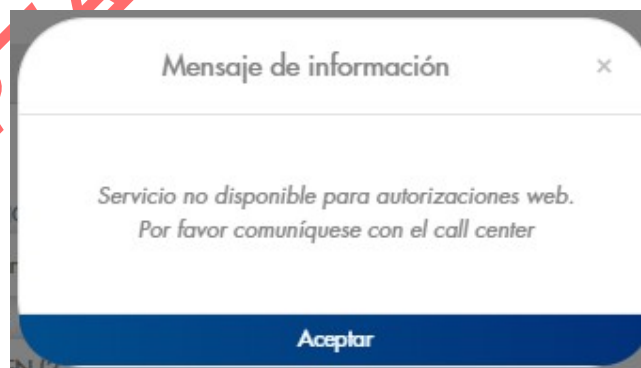 Mensaje de información
×
Servicio no disponible para autorizaciones web.
Por favor comuníquese con el call center
Aceptar